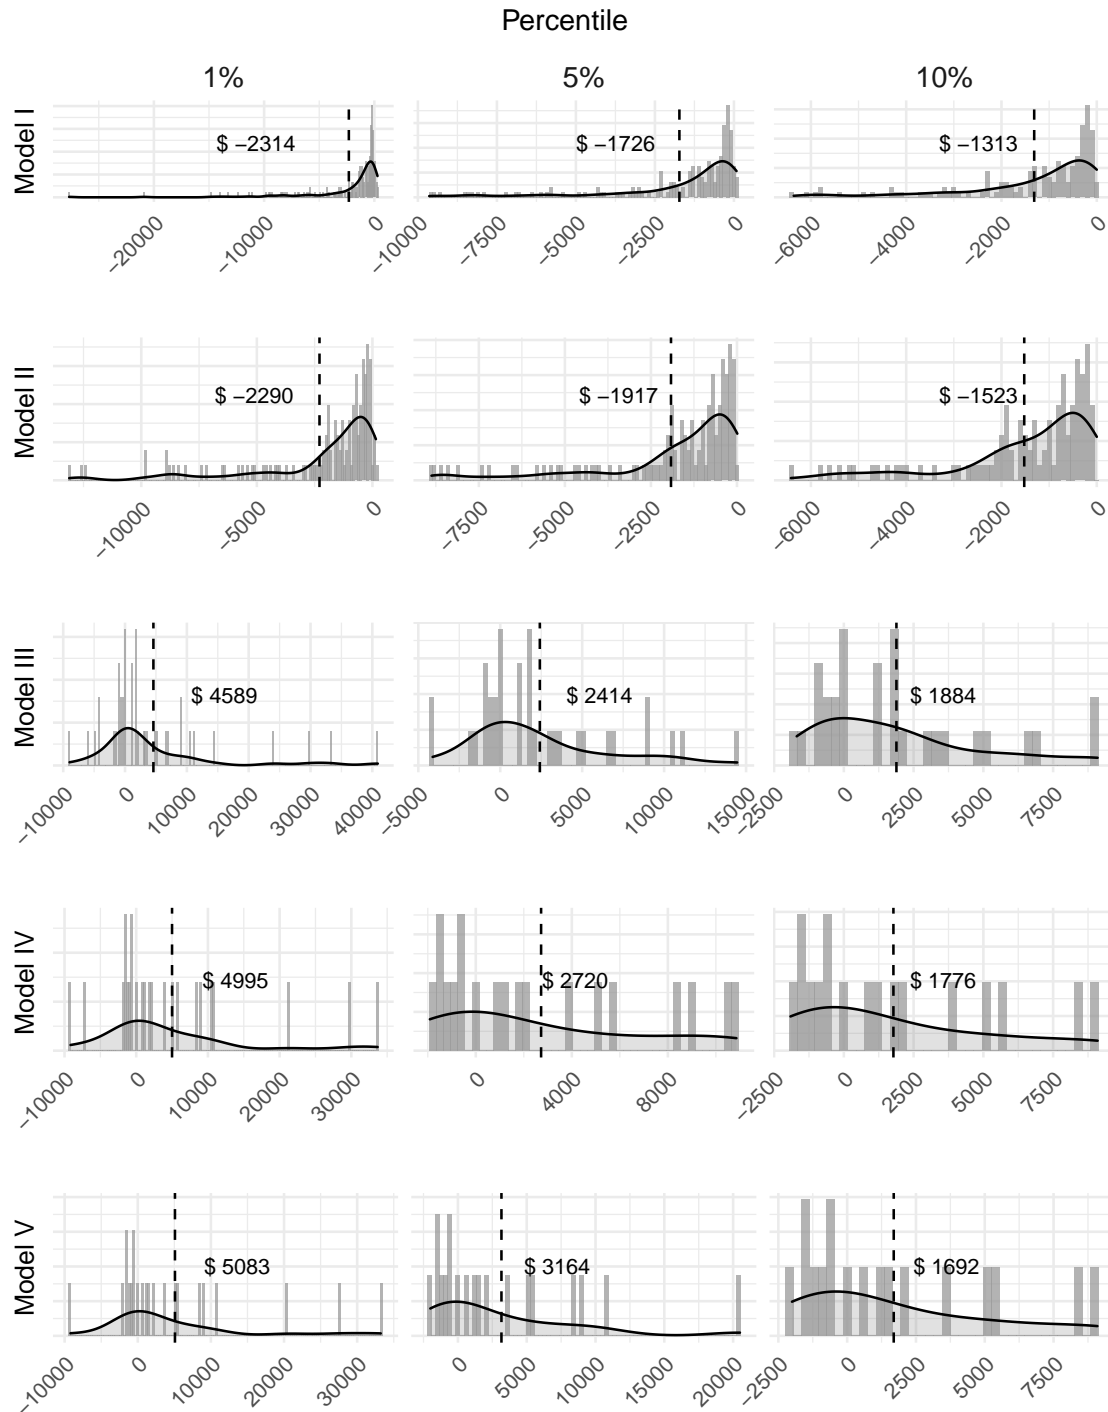 Percentile
1% 5% 10%
Model I
$ −2314 $ −1726 $ −1313
−20000 −10000 0 −10000 −7500 −5000 −2500 0 −6000 −4000 −2000 0
Model II
$ −2290 $ −1917 $ −1523
−10000 −5000 0 −7500 −5000 −2500 0 −6000 −4000 −2000 0
Model III
$ 4589 $ 2414 $ 1884
−10000 0 10000 20000 30000 40000 −5000 0 5000 10000 15000 −2500 0 2500 5000 7500
Model IV
$ 4995 $ 2720 $ 1776
−10000 0 10000 20000 30000 0 4000 8000 −2500 0 2500 5000 7500
Model V
$ 5083 $ 3164 $ 1692
−10000 0 10000 20000 30000 0 5000 10000 15000 20000 −2500 0 2500 5000 7500